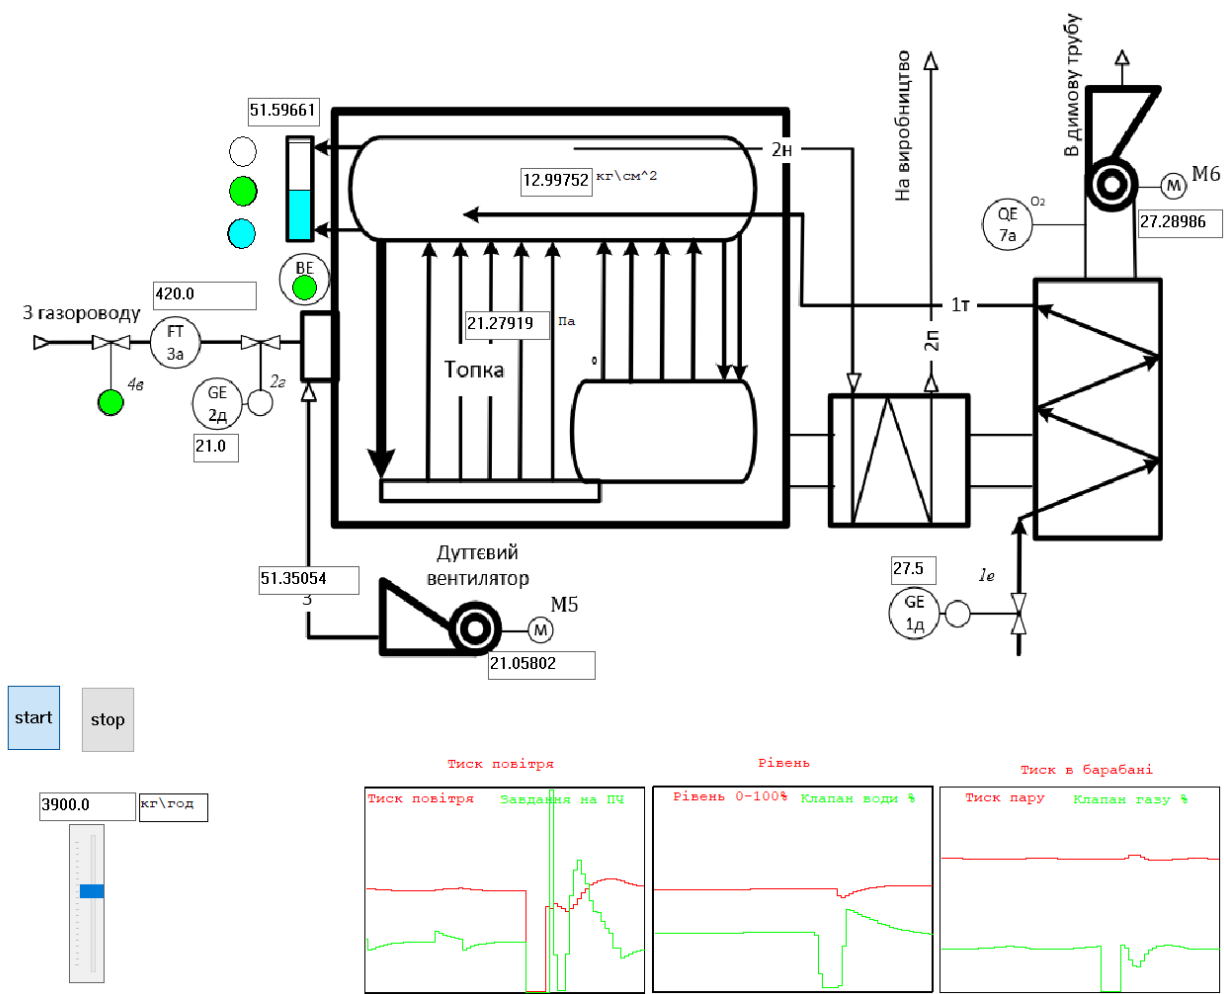 51.59661
2н
На виробництво
В димову трубу
М6
M
12.99752 кг\см^2
QE
7а
O₂
27.28986
BE
420.0
З газороводу
FT
3а
21.27919 Па
1т
2п
Топка
4в
GE
2д
2г
21.0
Дуттєвий
вентилятор
51.35054
3
М5
M
21.05802
27.5
1е
GE
1д
start
stop
3900.0 кг\год
Тиск повітря
Рівень
Тиск в барабані
Тиск повітря Завдання на ПЧ
Рівень 0-100% Клапан води %
Тиск пару Клапан газу %